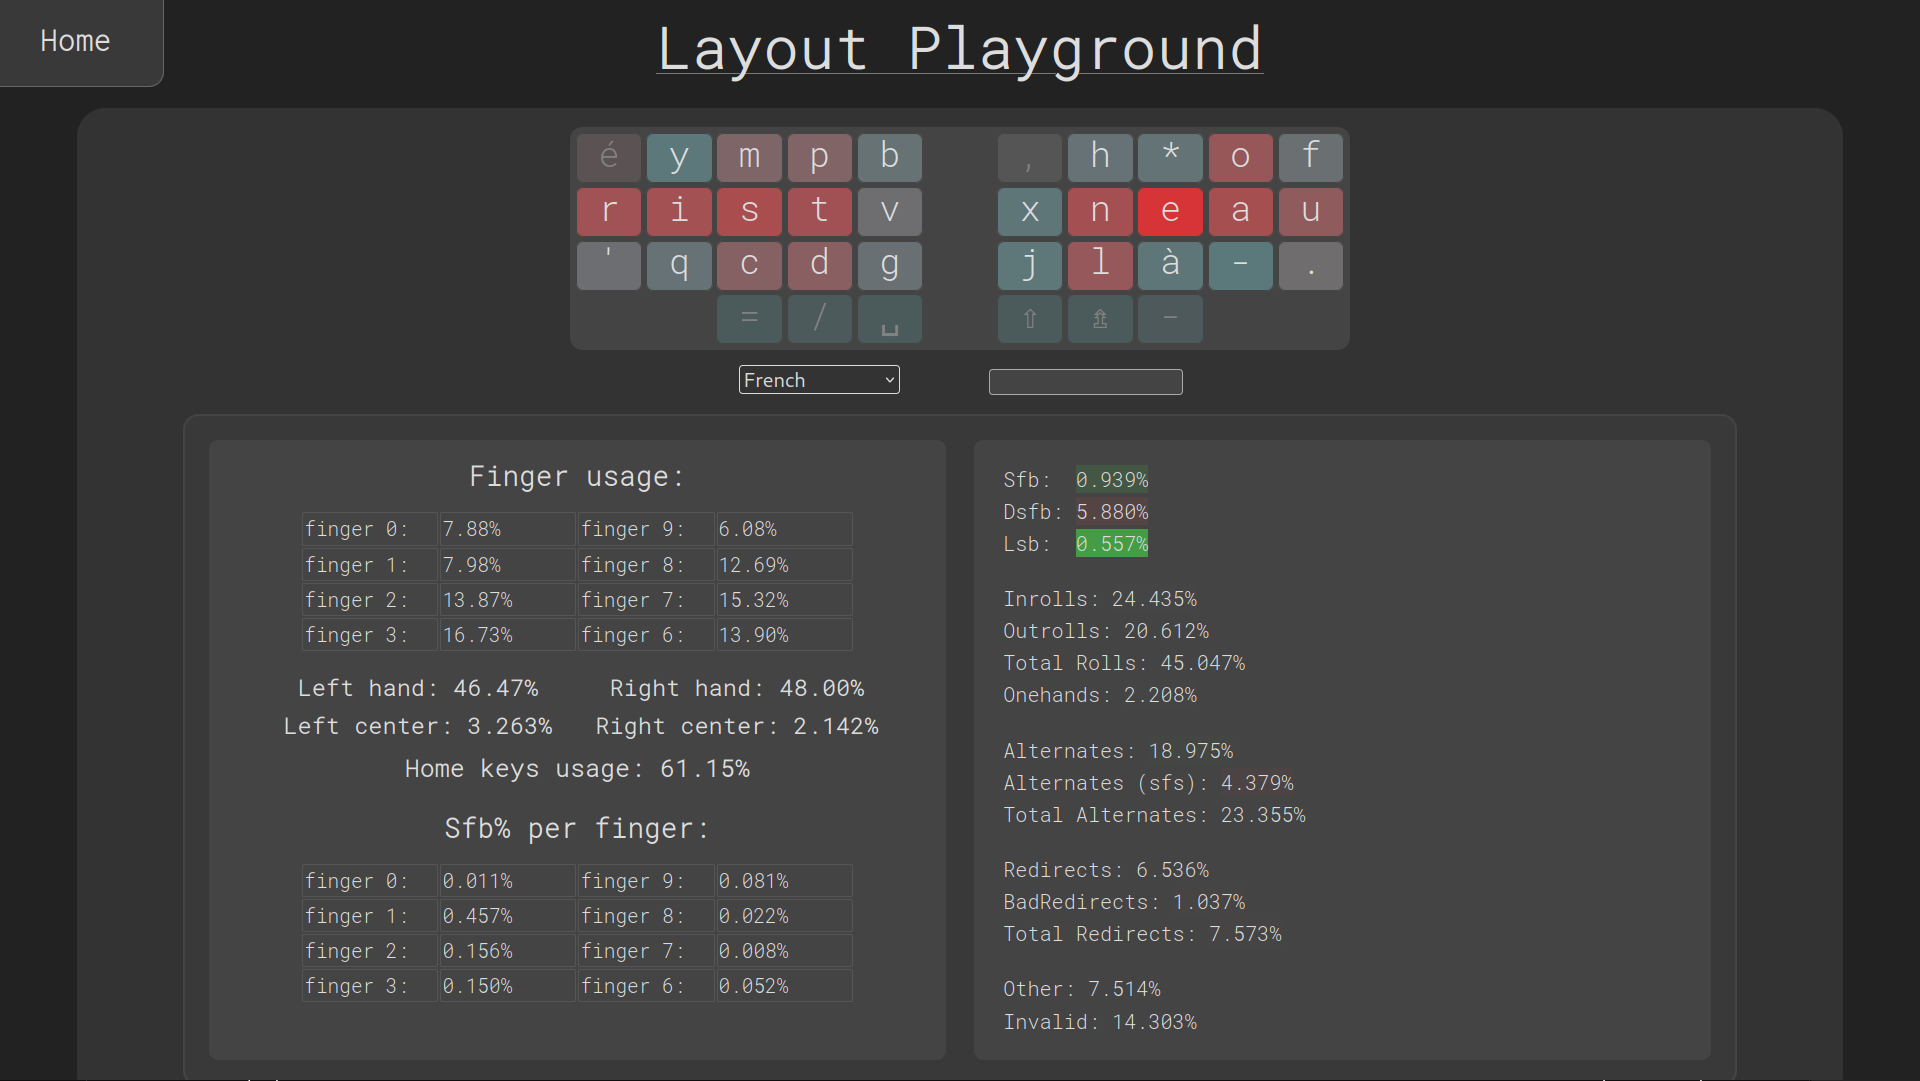 Home
Layout Playground
é y m p b , h * o f
r i s t v x n e a u
' q c d g j l à - .
= / ␣ ⇧ ⇯ -
French
Finger usage:
finger 0: 7.88% finger 9: 6.08%
finger 1: 7.98% finger 8: 12.69%
finger 2: 13.87% finger 7: 15.32%
finger 3: 16.73% finger 6: 13.90%
Left hand: 46.47% Right hand: 48.00%
Left center: 3.263% Right center: 2.142%
Home keys usage: 61.15%
Sfb% per finger:
finger 0: 0.011% finger 9: 0.081%
finger 1: 0.457% finger 8: 0.022%
finger 2: 0.156% finger 7: 0.008%
finger 3: 0.150% finger 6: 0.052%
Sfb: 0.939%
Dsfb: 5.880%
Lsb: 0.557%
Inrolls: 24.435%
Outrolls: 20.612%
Total Rolls: 45.047%
Onehands: 2.208%
Alternates: 18.975%
Alternates (sfs): 4.379%
Total Alternates: 23.355%
Redirects: 6.536%
BadRedirects: 1.037%
Total Redirects: 7.573%
Other: 7.514%
Invalid: 14.303%